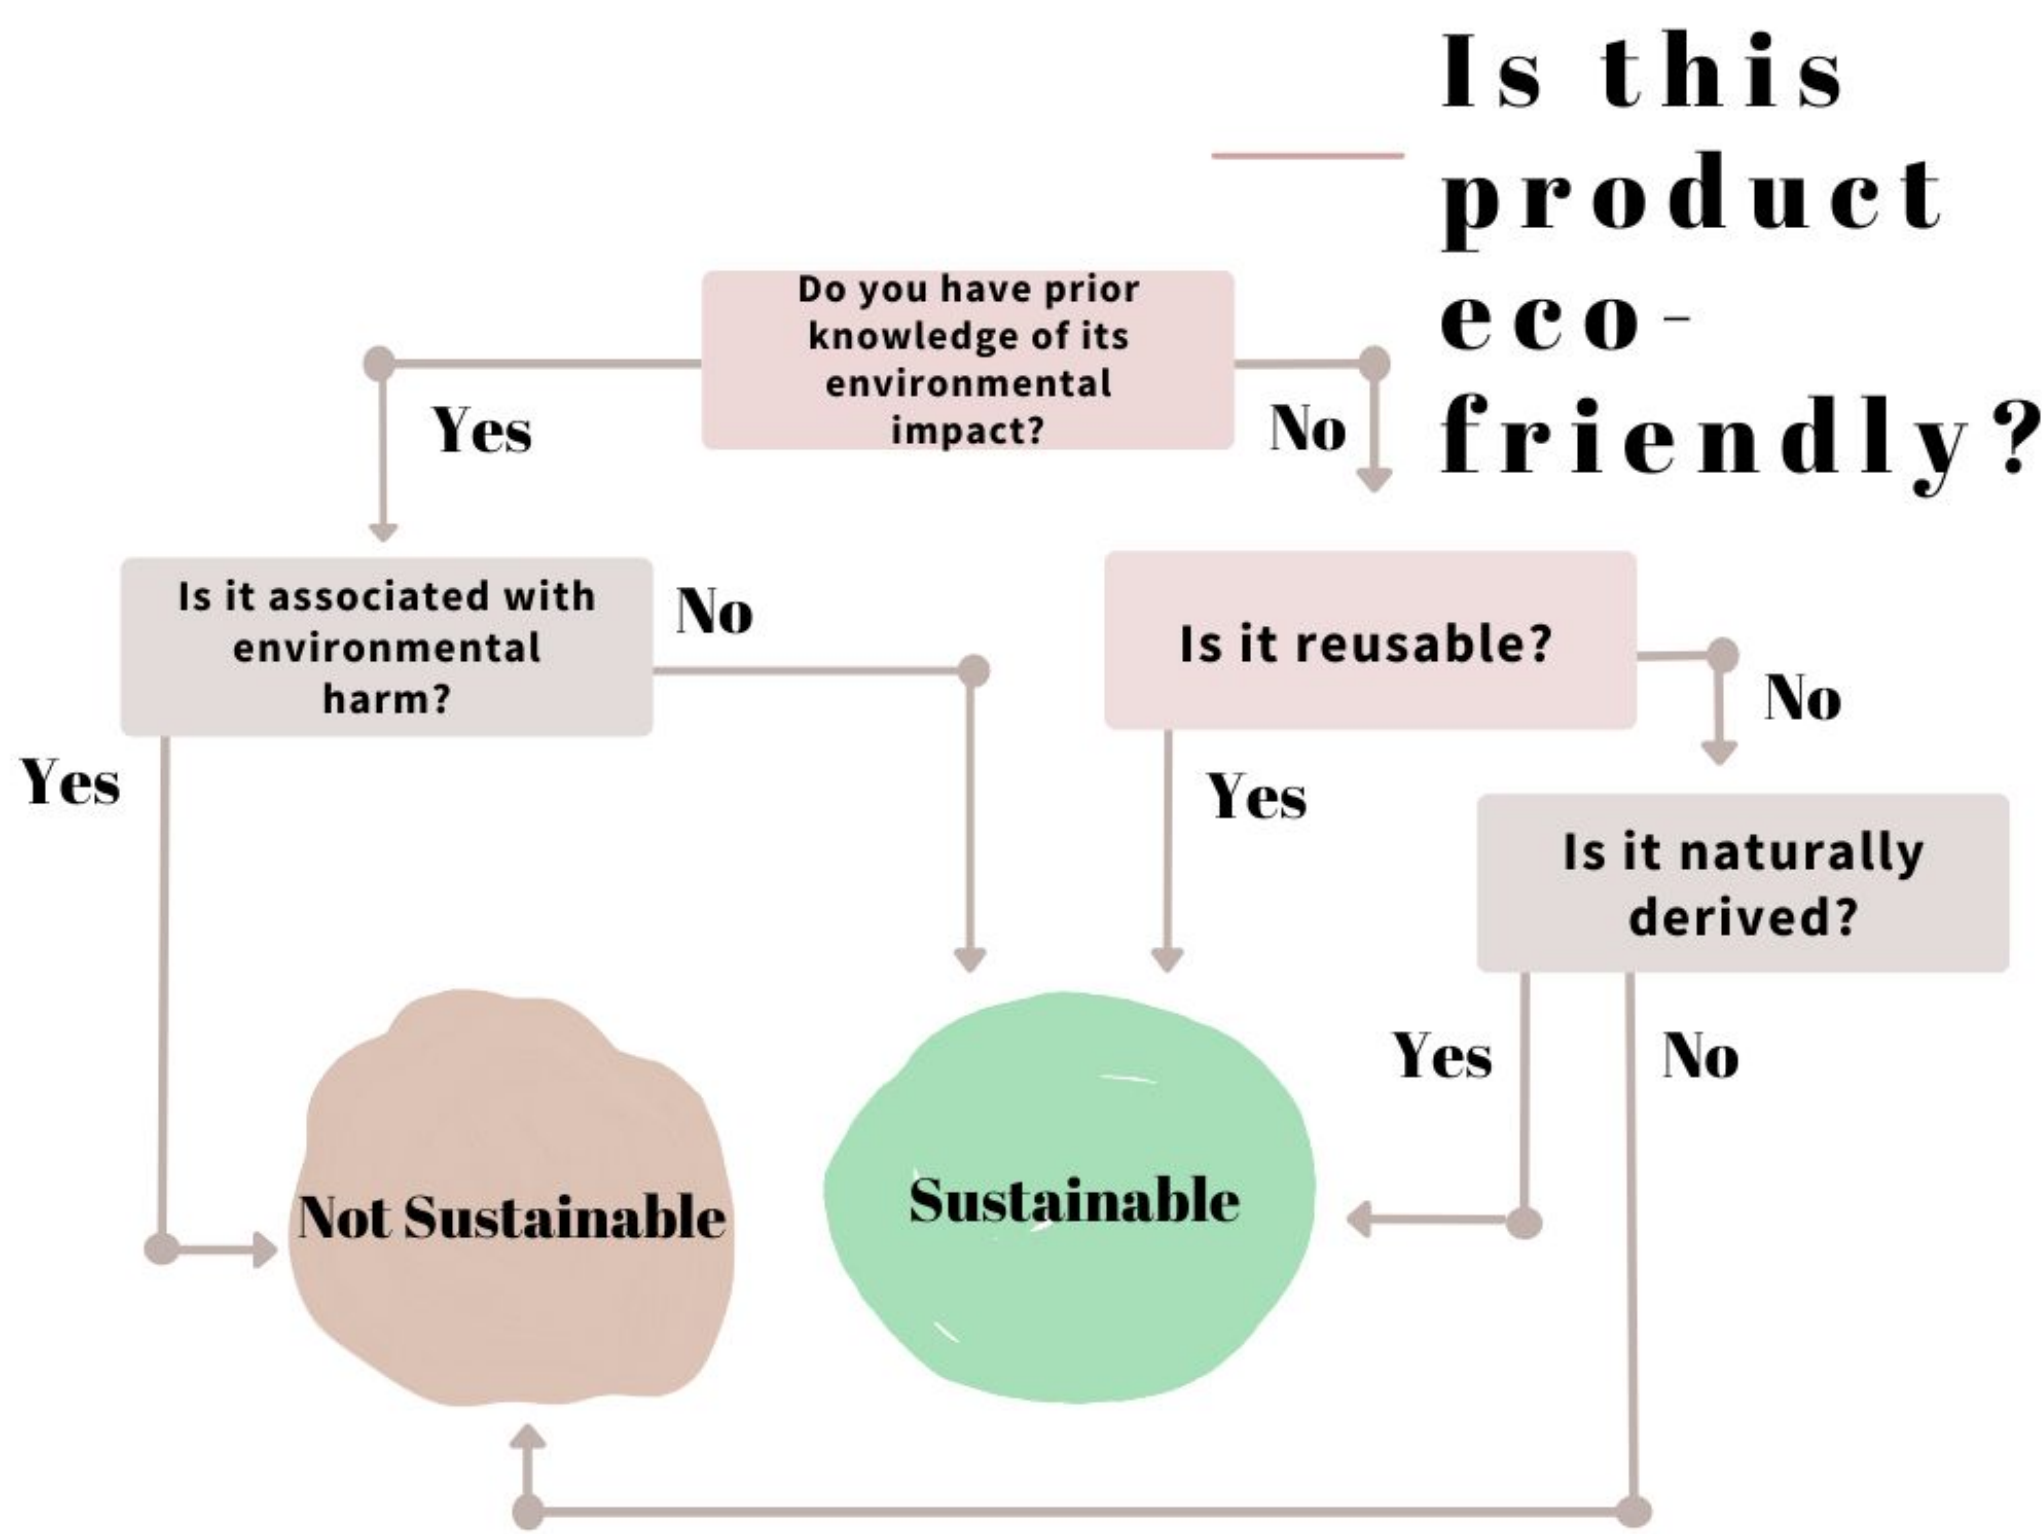 Is this
product
eco-
friendly?
Do you have prior
knowledge of its
environmental
impact?
Yes
No
Is it associated with
environmental
harm?
No
Is it reusable?
No
Yes
Yes
Is it naturally
derived?
Yes
No
Not Sustainable
Sustainable